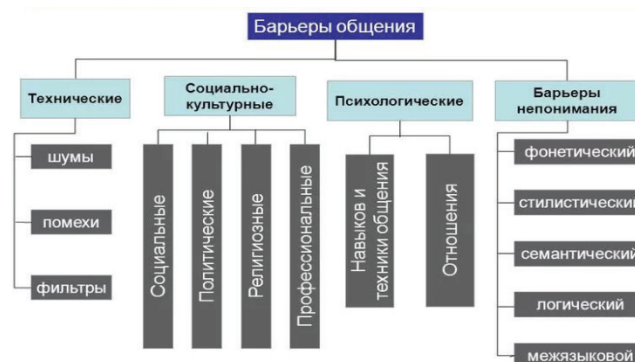 Барьеры общения
Технические
шумы
помехи
фильтры
Социально-
культурные
Социальные
Политические
Религиозные
Профессиональные
Психологические
Навыков и
техники общения
Отношения
Барьеры
непонимания
фонетический
стилистический
семантический
логический
межязыковой